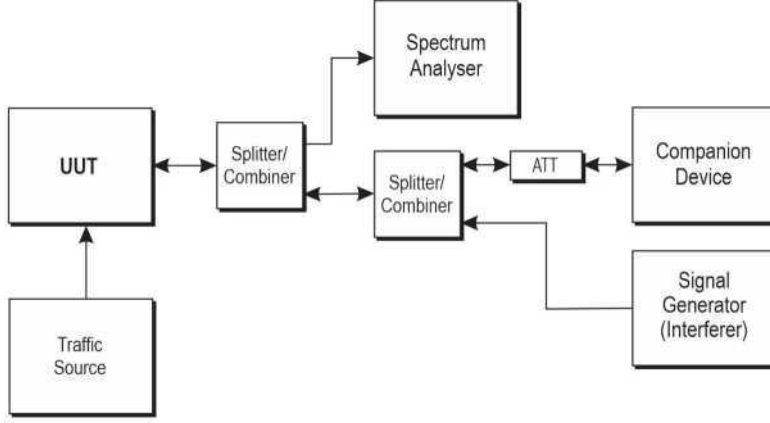 Spectrum
Analyser
UUT
Splitter/
Combiner
Splitter/
Combiner
ATT
Companion
Device
Signal
Generator
(Interferer)
Traffic
Source